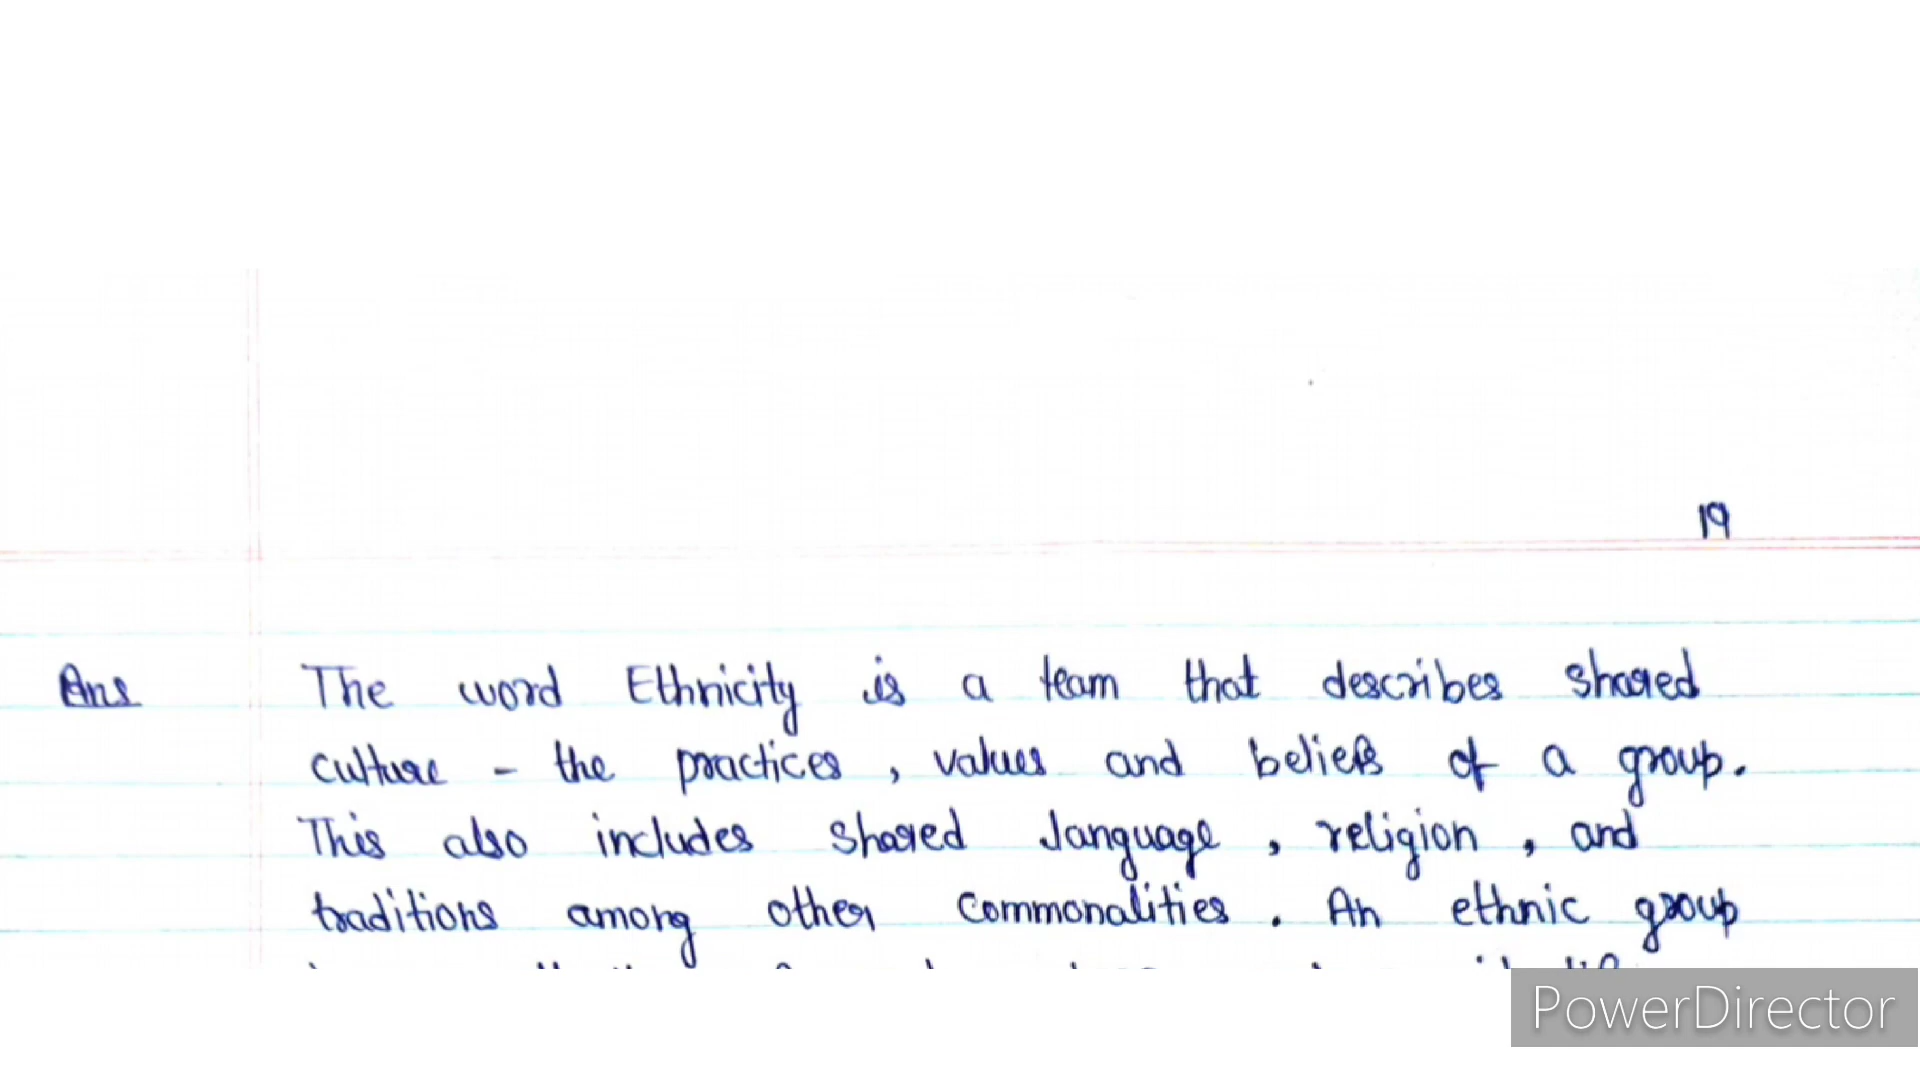 19
Ans The word Ethnicity is a team that describes shared
culture - the practices, values and beliefs of a group.
This also includes shared language, religion, and
traditions among other commonalities. An ethnic group
PowerDirector